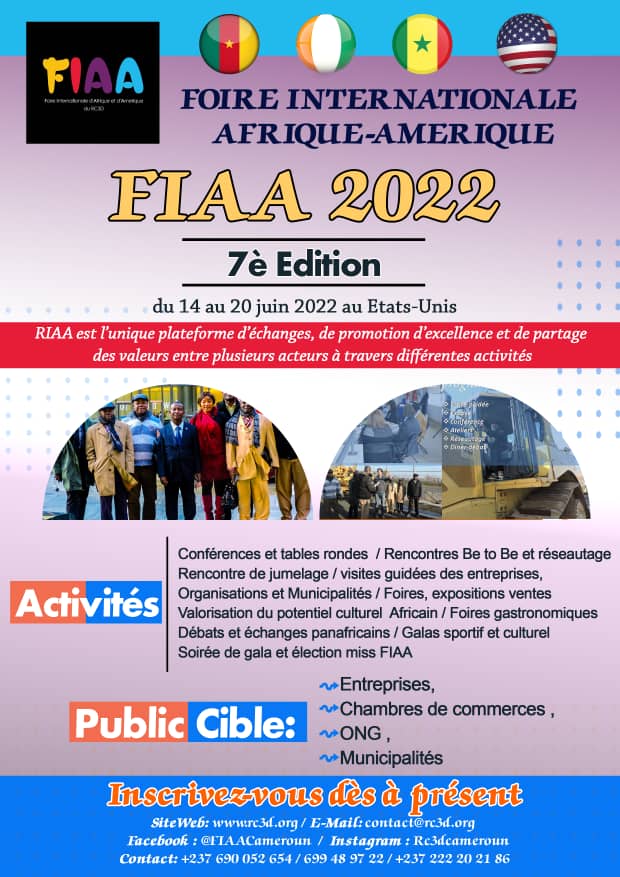 FIAA
Foire Internationale d'Afrique et d'Amerique
du RC3D
FOIRE INTERNATIONALE
AFRIQUE-AMERIQUE
FIAA 2022
7è Edition
du 14 au 20 juin 2022 au Etats-Unis
RIAA est l'unique plateforme d'échanges, de promotion d'excellence et de partage
des valeurs entre plusieurs acteurs à travers différentes activités
Conférence
Ateliers
Réseautage
Diner-débat
Activités
Conférences et tables rondes / Rencontres Be to Be et réseautage
Rencontre de jumelage / visites guidées des entreprises,
Organisations et Municipalités / Foires, expositions ventes
Valorisation du potentiel culturel Africain / Foires gastronomiques
Débats et échanges panafricains / Galas sportif et culturel
Soirée de gala et élection miss FIAA
Public Cible:
Entreprises,
Chambres de commerces ,
ONG ,
Municipalités
Inscrivez-vous dès à présent
SiteWeb: www.rc3d.org / E-Mail: contact@rc3d.org
Facebook : @FIAACameroun / Instagram : Rc3dcameroun
Contact: +237 690 052 654 / 699 48 97 22 / +237 222 20 21 86